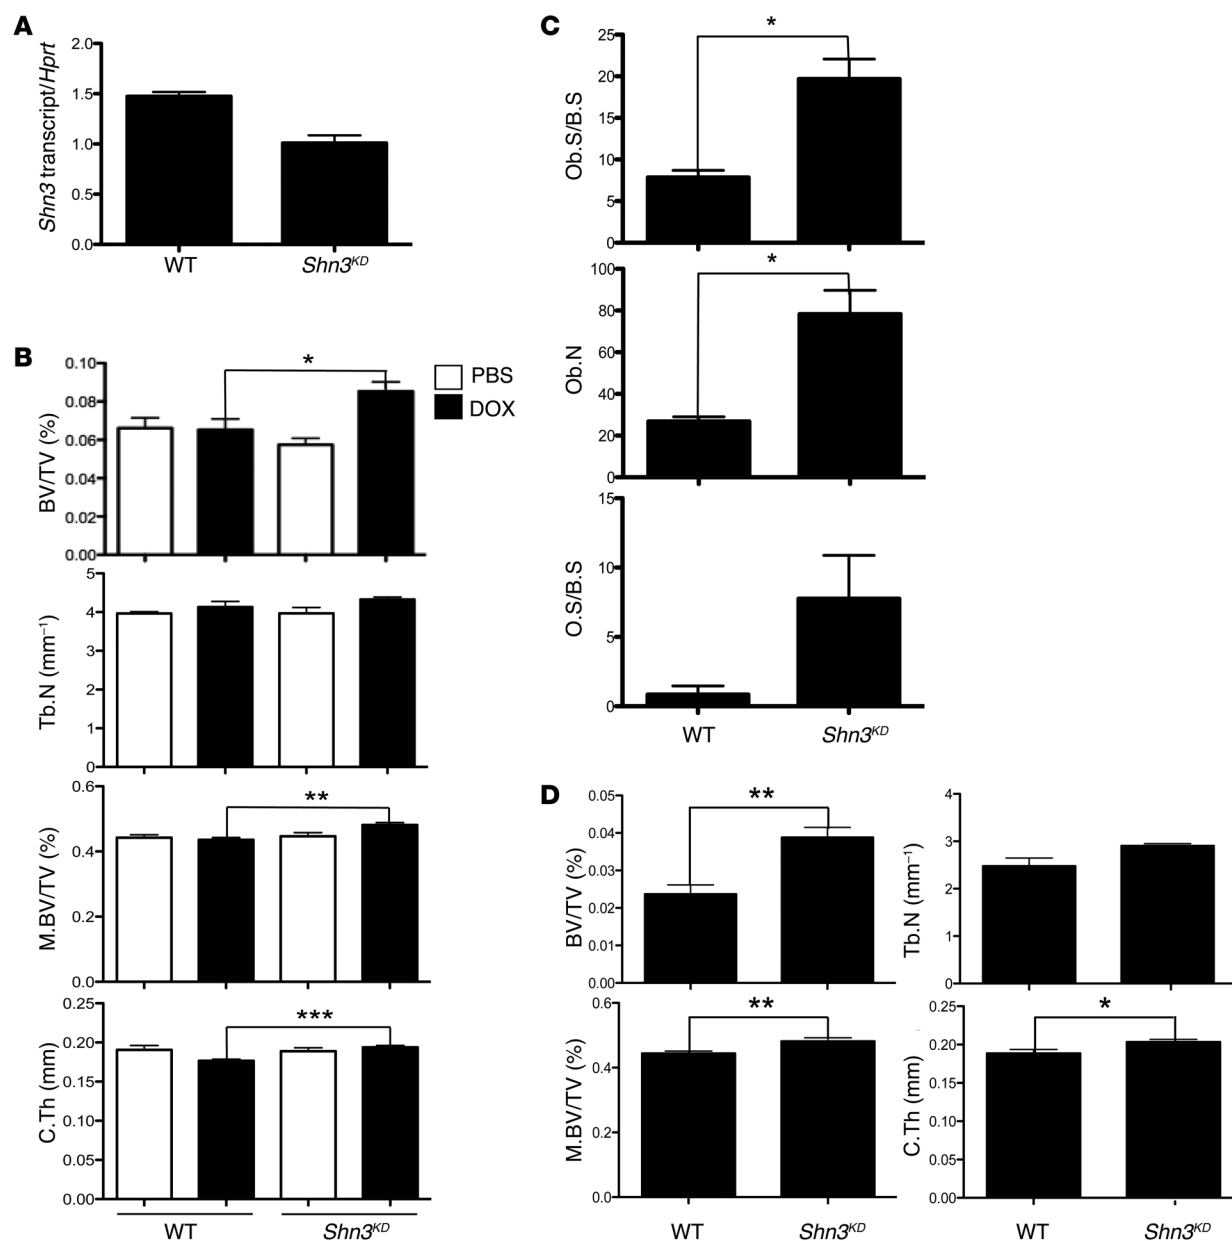 A
Shn3 transcript/Hprt
2.0
1.5
1.0
0.5
0.0
WT
Shn3KD
B
BV/TV (%)
0.10
0.08
0.06
0.04
0.02
0.00
*
PBS
DOX
Tb.N (mm−1)
5
4
3
2
1
0
M.BV/TV (%)
0.6
0.4
0.2
0.0
**
C.Th (mm)
0.25
0.20
0.15
0.10
0.05
0.00
***
WT
Shn3KD
C
Ob.S/B.S
25
20
15
10
5
0
*
Ob.N
100
80
60
40
20
0
*
O.S/B.S
15
10
5
0
WT
Shn3KD
D
BV/TV (%)
0.05
0.04
0.03
0.02
0.01
0.00
**
Tb.N (mm−1)
4
3
2
1
0
M.BV/TV (%)
0.6
0.4
0.2
0.0
**
WT
Shn3KD
C.Th (mm)
0.25
0.20
0.15
0.10
0.05
0.00
*
WT
Shn3KD